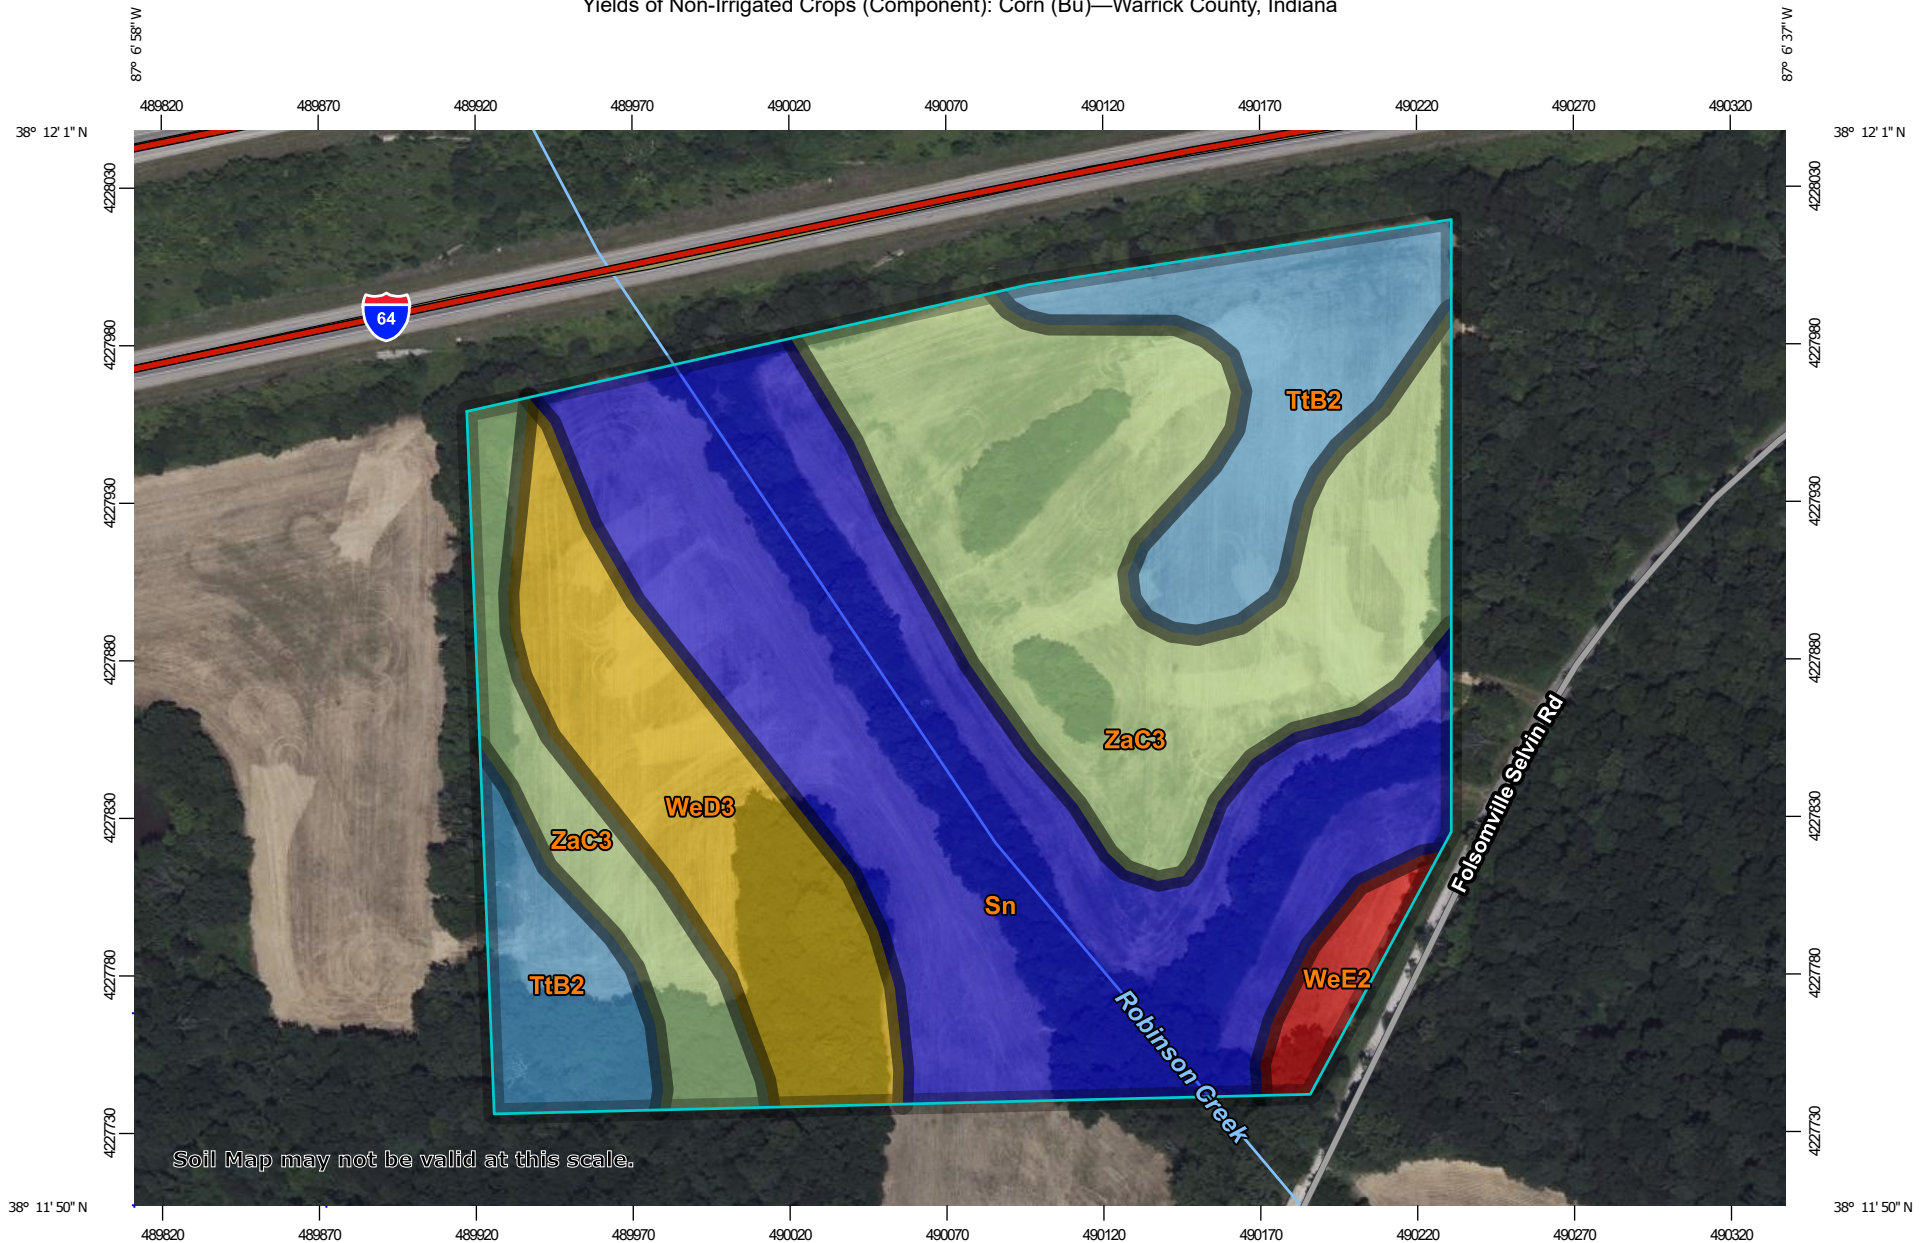 Yields of Non-Irrigated Crops (Component): Corn (Bu)—Warrick County, Indiana
87° 6' 58" W
87° 6' 37" W
489820 489870 489920 489970 490020 490070 490120 490170 490220 490270 490320
38° 12' 1" N
38° 12' 1" N
4228030
4228030
64
4227980
4227980
TtB2
4227930
4227930
4227880
4227880
ZaC3
Folsomville Selvin Rd
WeD3
4227830
4227830
ZaC3
Sn
4227780
4227780
TtB2
WeE2
Robinson Creek
4227730
4227730
Soil Map may not be valid at this scale.
38° 11' 50" N
38° 11' 50" N
489820 489870 489920 489970 490020 490070 490120 490170 490220 490270 490320